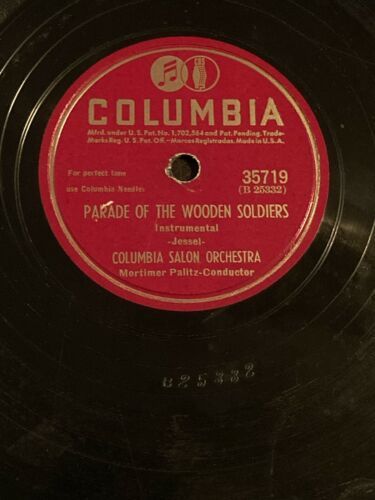 CBS
COLUMBIA
Mfrd. under U.S. Pat. No. 1,702,564 and Pat. Pending. Trade-
Marks Reg. U. S. Pat. Off.-Marcas Registradas. Made in U.S.A.
For perfect tone
use Columbia Needles
35719
(B 25332)
PARADE OF THE WOODEN SOLDIERS
Instrumental
-Jessel-
COLUMBIA SALON ORCHESTRA
Mortimer Palitz-Conductor
B25332